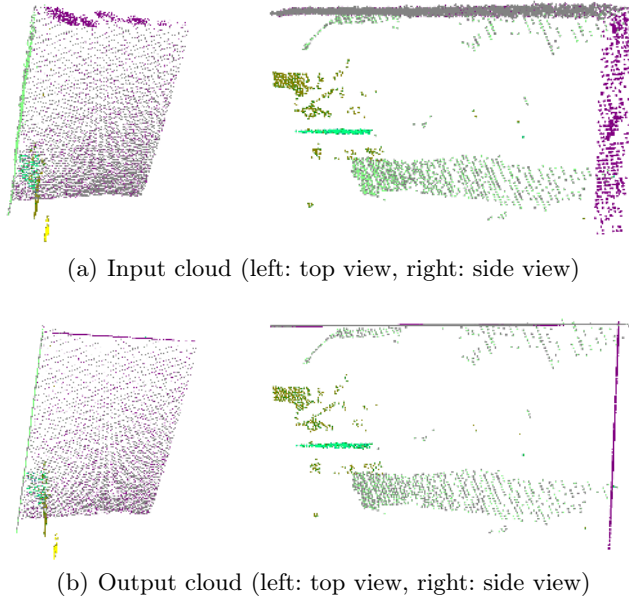 (a) Input cloud (left: top view, right: side view)
(b) Output cloud (left: top view, right: side view)